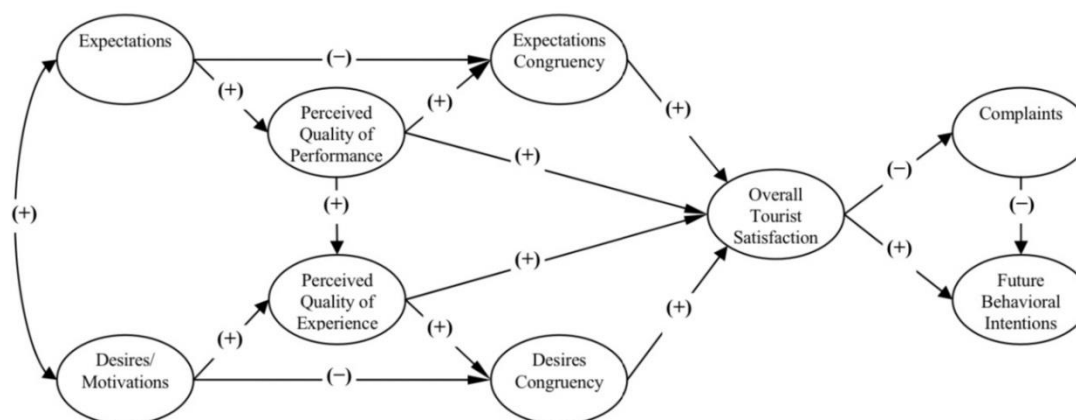 Expectations
(−)
Expectations
Congruency
(+)
(+)
Perceived
Quality of
Performance
(+)
(+)
Complaints
(−)
(+)
(+)
Overall
Tourist
Satisfaction
(−)
(+)
(+)
Perceived
Quality of
Experience
(+)
(+)
(+)
Future
Behavioral
Intentions
Desires/
Motivations
(−)
Desires
Congruency